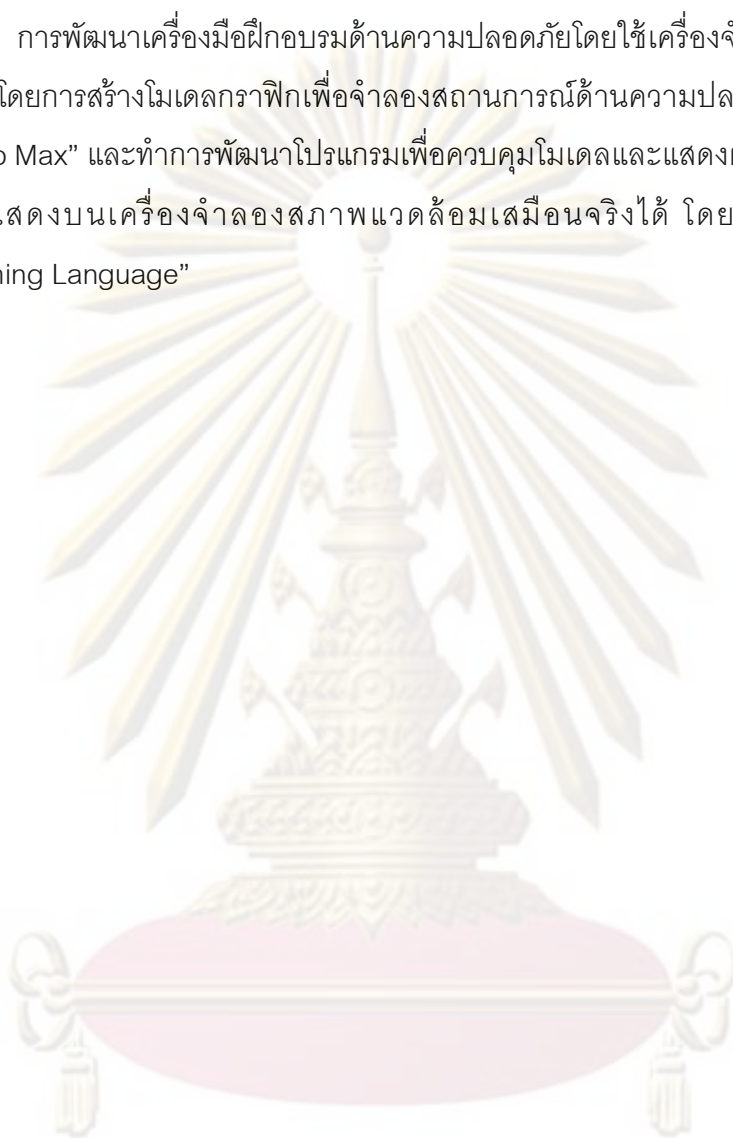 การพัฒนาเครื่องมือฝึกอบรมด้านความปลอดภัยโดยใช้เครื่องจำ
โดยการสร้างโมเดลกราฟิกเพื่อจำลองสถานการณ์ด้านความปล
o Max” และทำการพัฒนาโปรแกรมเพื่อควบคุมโมเดลและแสดง
แสดงบนเครื่องจำลองสภาพแวดล้อมเสมือนจริงได้ โดย
ning Language”